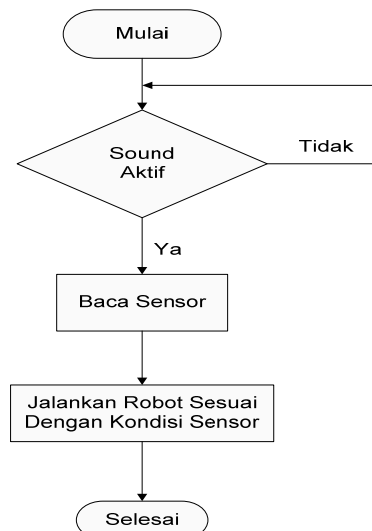 Mulai
Sound
Aktif
Tidak
Ya
Baca Sensor
Jalankan Robot Sesuai
Dengan Kondisi Sensor
Selesai